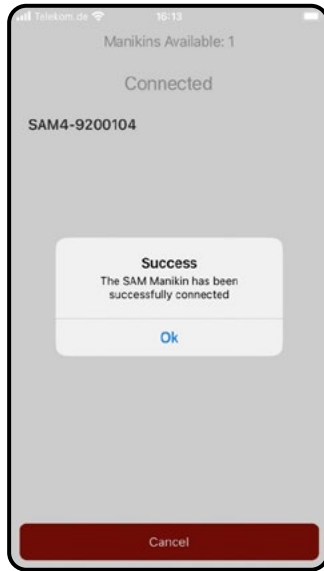 Telekom.de 16:13
Manikins Available: 1
Connected
SAM4-9200104
Success
The SAM Manikin has been
successfully connected
Ok
Cancel